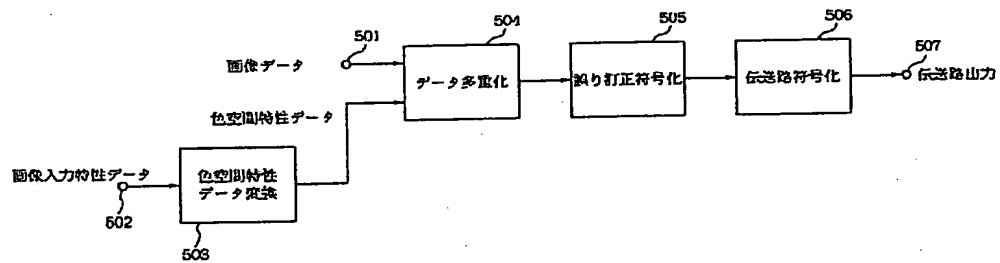 504
505
506
501
507
画像データ
データ多重化
誤り訂正符号化
伝送路符号化
伝送路出力
色空間特性データ
画像入力特性データ
色空間特性
データ変換
502
503